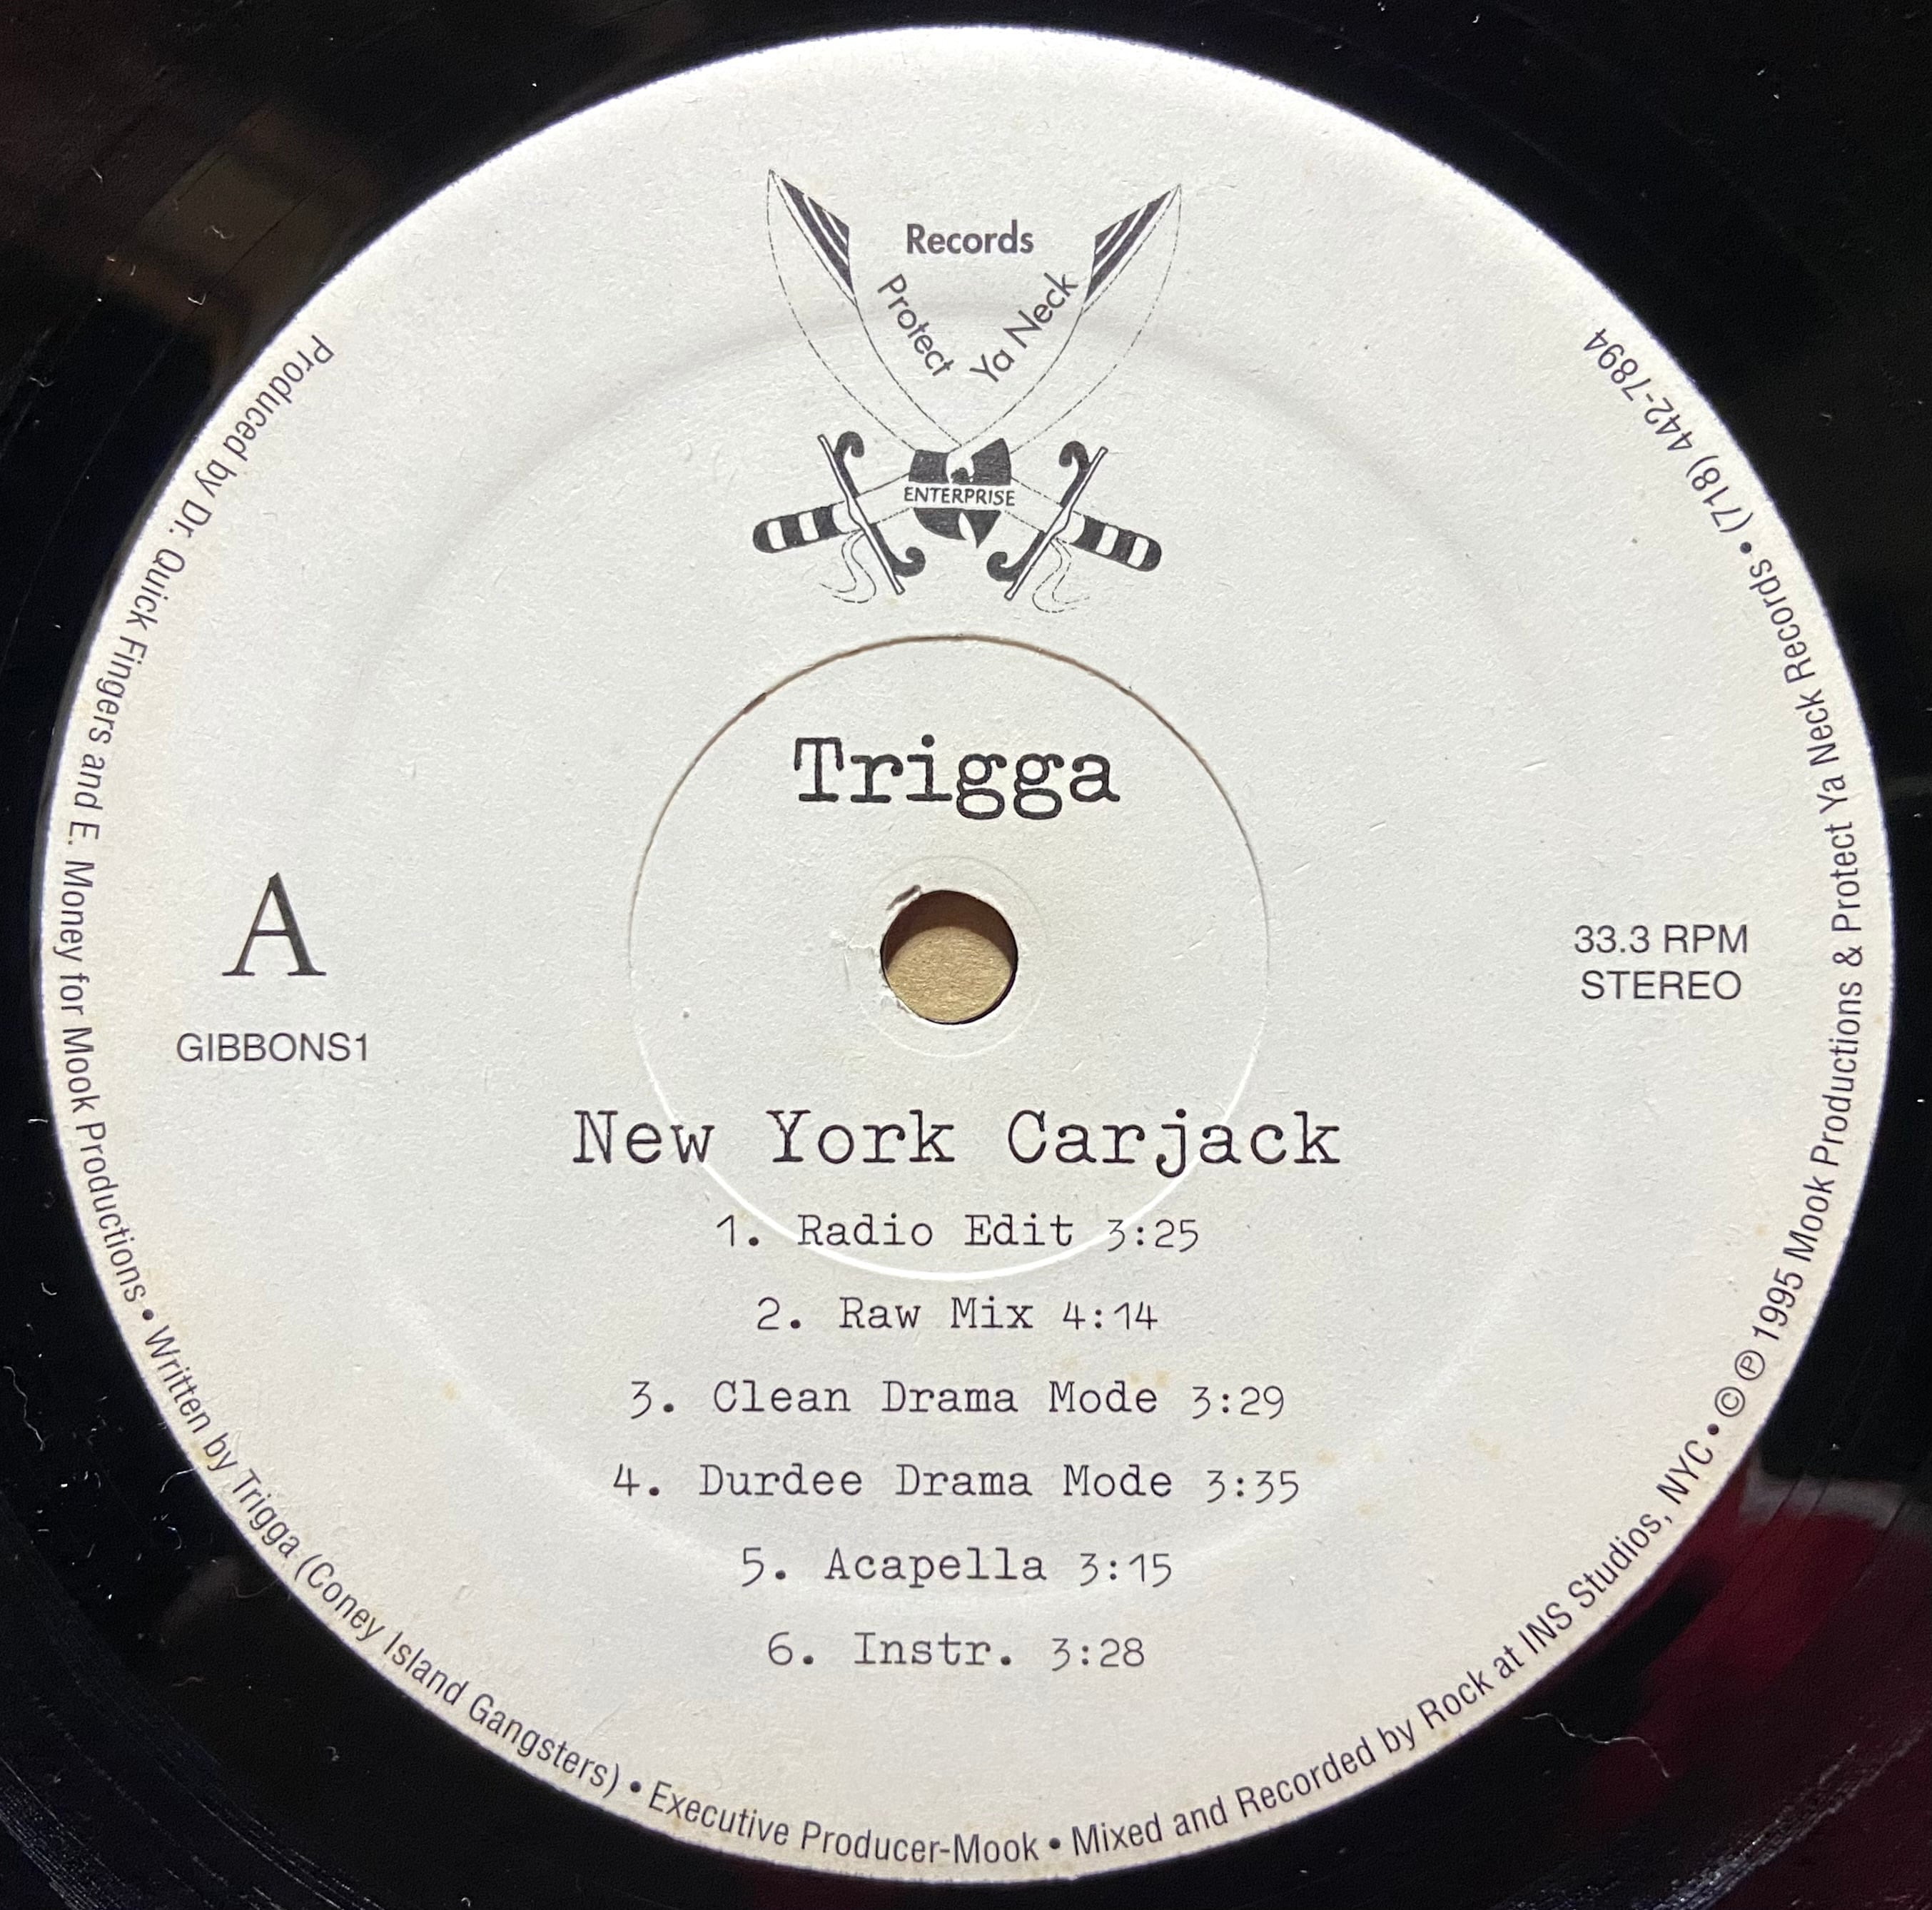 Records
Protect Ya Neck
ENTERPRISE
Trigga
A
GIBBONS1
33.3 RPM
STEREO
New York Carjack
1. Radio Edit 3:25
2. Raw Mix 4:14
3. Clean Drama Mode 3:29
4. Durdee Drama Mode 3:35
5. Acapella 3:15
6. Instr. 3:28
Produced by Dr. Quick Fingers and E. Money for Mook Productions • Written by Trigga (Coney Island Gangsters) • Executive Producer-Mook • Mixed and Recorded by Rock at INS Studios, NYC • © ℗ 1995 Mook Productions & Protect Ya Neck Records • (718) 442-7894